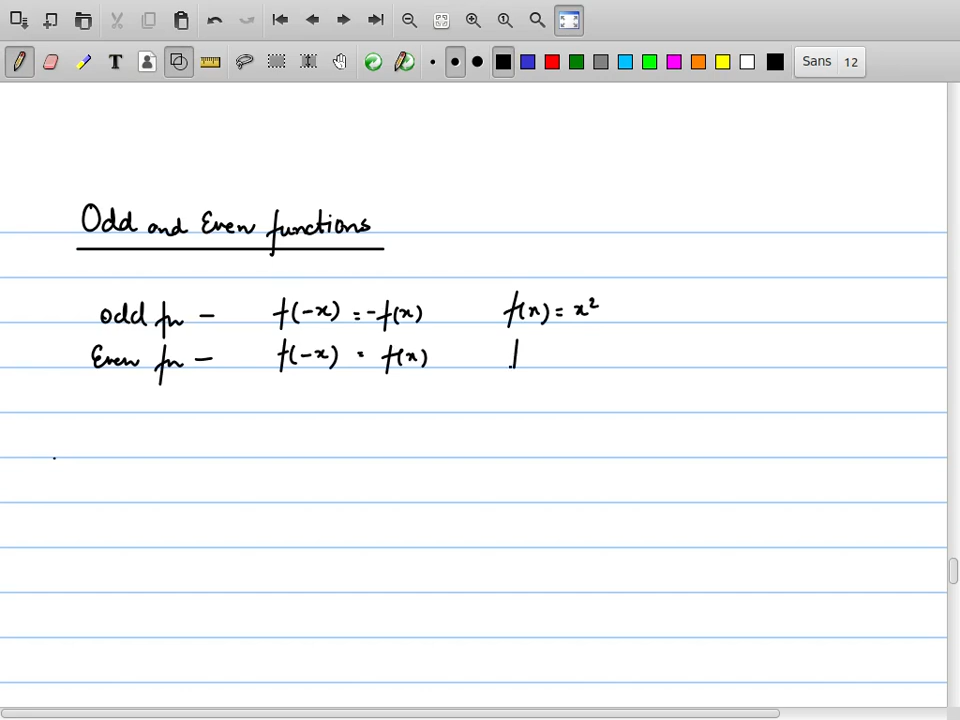 Sans 12
Odd and Even functions
Odd fn – f(-x) = -f(x) f(x) = x²
Even fn – f(-x) = f(x)